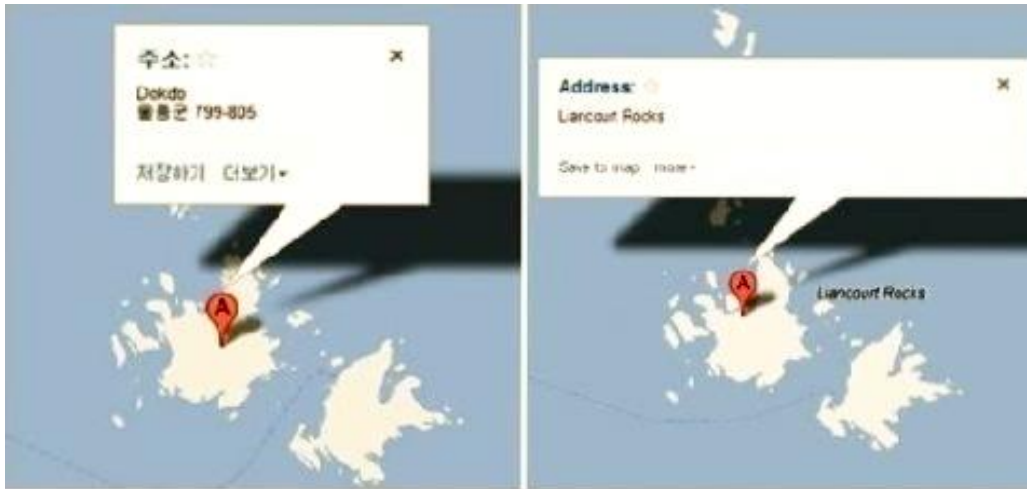 주소:
Dokdo
울릉군 799-805
저장하기 더보기
A
Address:
Liancourt Rocks
Save to map more
A
Liancourt Rocks